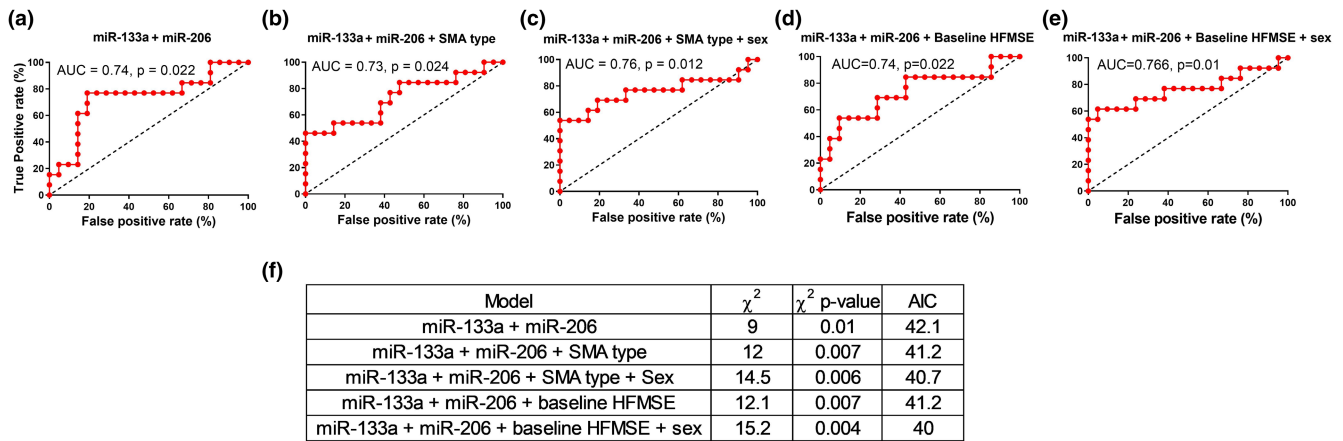 (a)
miR-133a + miR-206
AUC = 0.74, p = 0.022
True Positive rate (%)
100
80
60
40
20
0
0 20 40 60 80 100
False positive rate (%)
(b)
miR-133a + miR-206 + SMA type
AUC = 0.73, p = 0.024
100
80
60
40
20
0
0 20 40 60 80 100
False positive rate (%)
(c)
miR-133a + miR-206 + SMA type + sex
AUC = 0.76, p = 0.012
100
80
60
40
20
0
0 20 40 60 80 100
False positive rate (%)
(d)
miR-133a + miR-206 + Baseline HFMSE
AUC=0.74, p=0.022
100
80
60
40
20
0
0 20 40 60 80 100
False positive rate (%)
(e)
miR-133a + miR-206 + Baseline HFMSE + sex
AUC=0.766, p=0.01
100
80
60
40
20
0
0 20 40 60 80 100
False positive rate (%)
(f)
Model χ² χ² p-value AIC
miR-133a + miR-206 9 0.01 42.1
miR-133a + miR-206 + SMA type 12 0.007 41.2
miR-133a + miR-206 + SMA type + Sex 14.5 0.006 40.7
miR-133a + miR-206 + baseline HFMSE 12.1 0.007 41.2
miR-133a + miR-206 + baseline HFMSE + sex 15.2 0.004 40